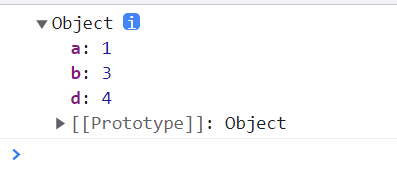 ▼Object i
a: 1
b: 3
d: 4
▶[[Prototype]]: Object
>